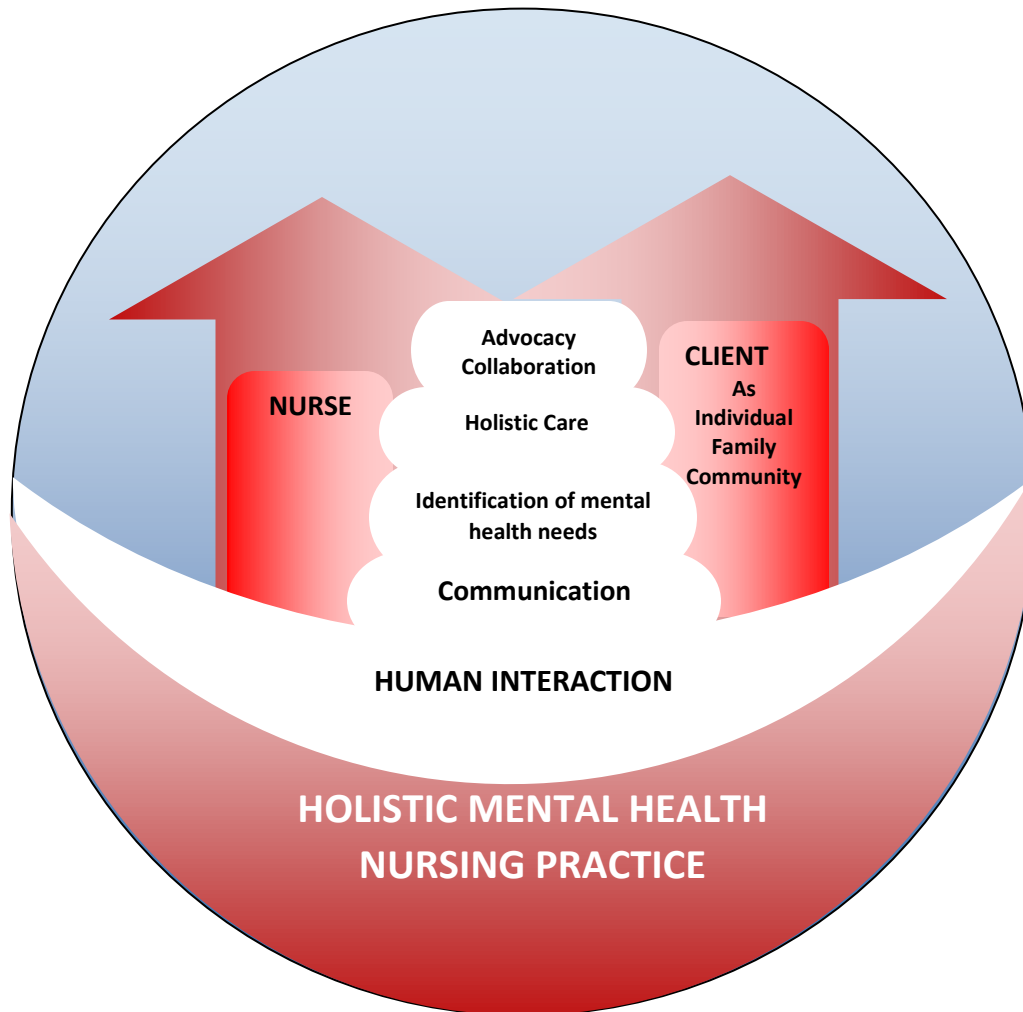 Advocacy
Collaboration
NURSE
Holistic Care
CLIENT
As
Individual
Family
Community
Identification of mental
health needs
Communication
HUMAN INTERACTION
HOLISTIC MENTAL HEALTH
NURSING PRACTICE